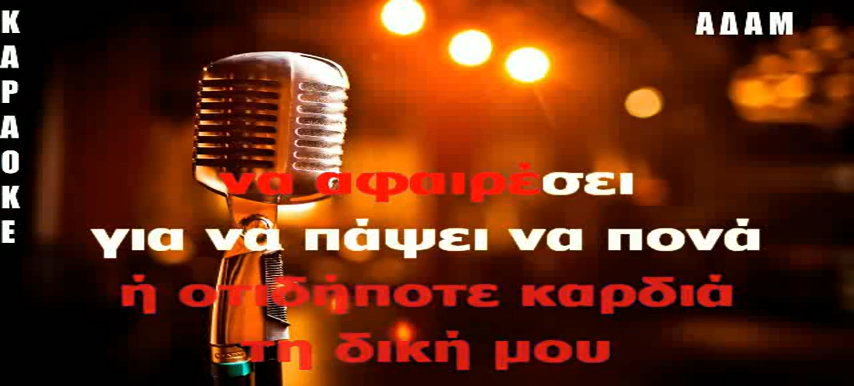 ΚΑΡΑΟΚΕ
ΑΔΑΜ
να αφαιρέσει
για να πάψει να πονά
ή οτιδήποτε καρδιά
τη δική μου